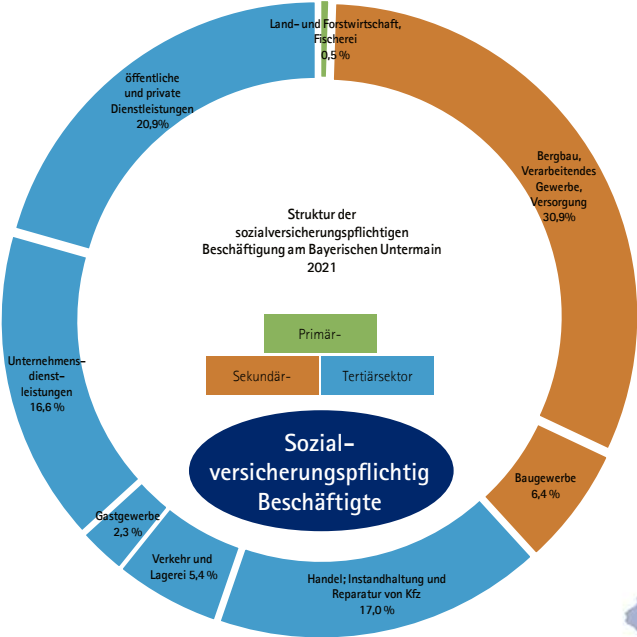 Land- und Forstwirtschaft,
Fischerei
0,5 %
öffentliche
und private
Dienstleistungen
20,9%
Bergbau,
Verarbeitendes
Gewerbe,
Versorgung
30,9%
Struktur der
sozialversicherungspflichtigen
Beschäftigung am Bayerischen Untermain
2021
Primär-
Sekundär-
Tertiärsektor
Unternehmens-
dienst-
leistungen
16,6 %
Sozial-
versicherungspflichtig
Beschäftigte
Baugewerbe
6,4 %
Gastgewerbe
2,3 %
Verkehr und
Lagerei 5,4 %
Handel; Instandhaltung und
Reparatur von Kfz
17,0 %